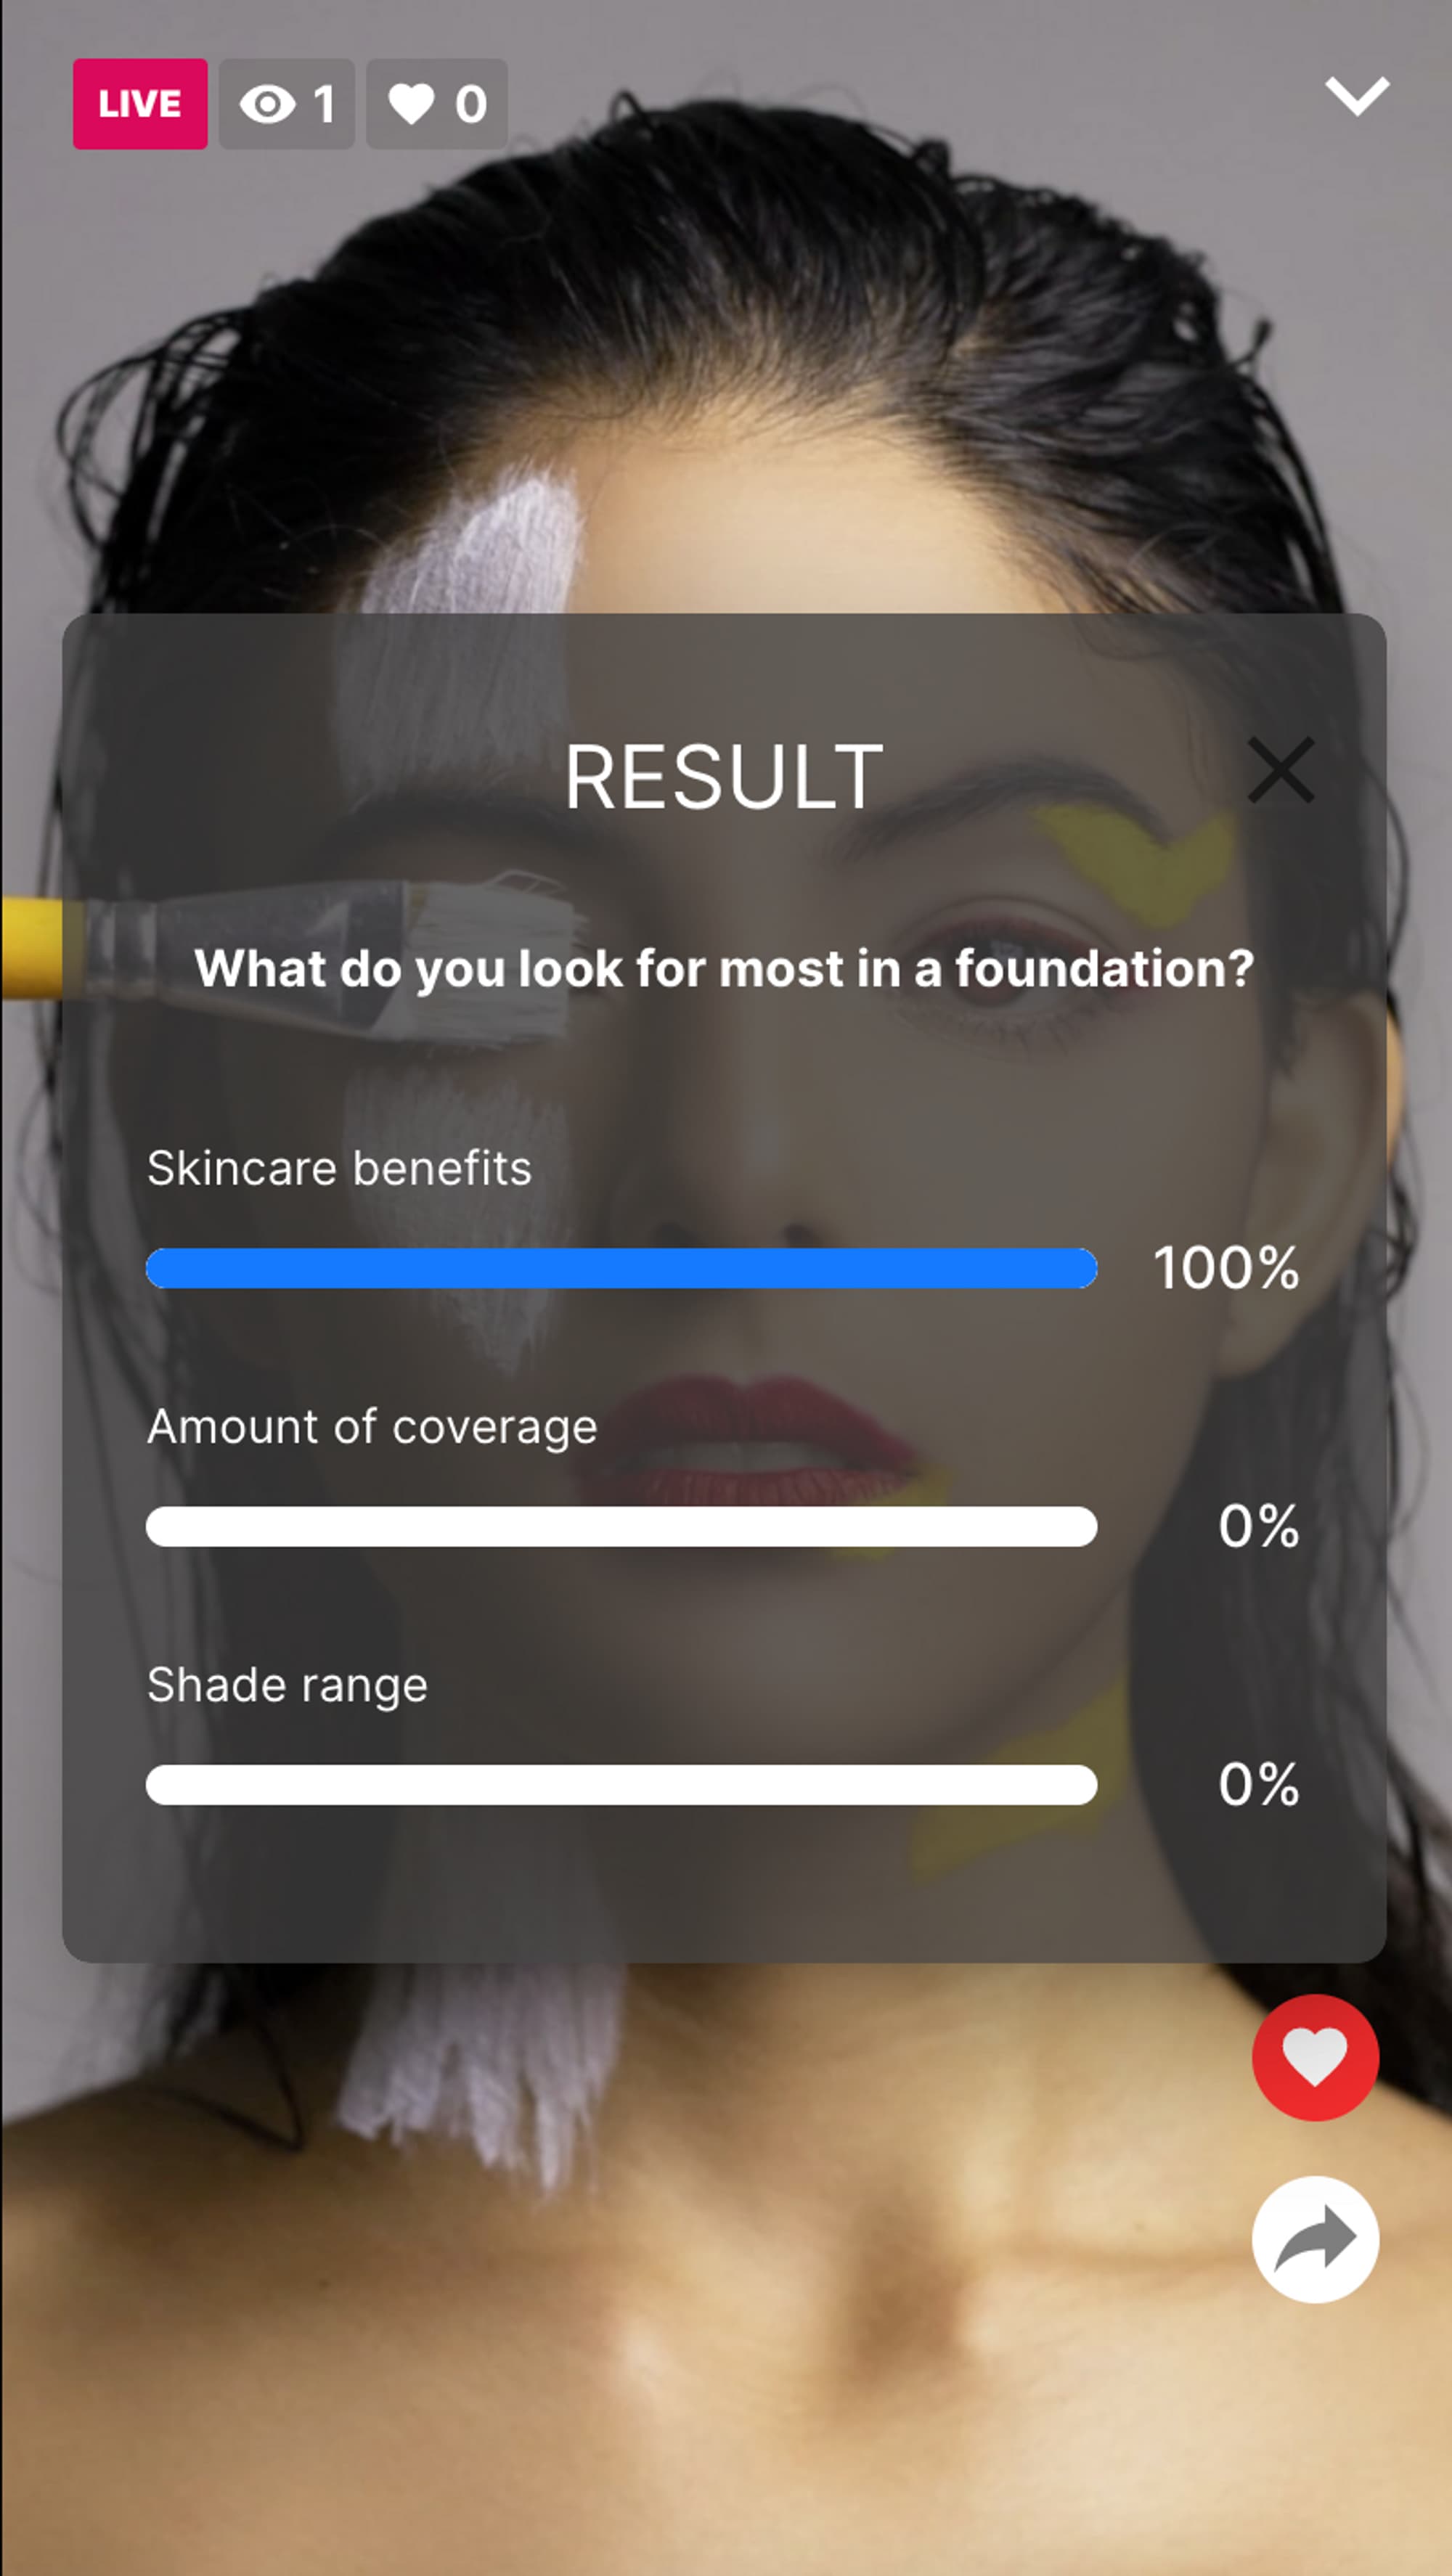 LIVE 1 0
RESULT
What do you look for most in a foundation?
Skincare benefits
100%
Amount of coverage
0%
Shade range
0%